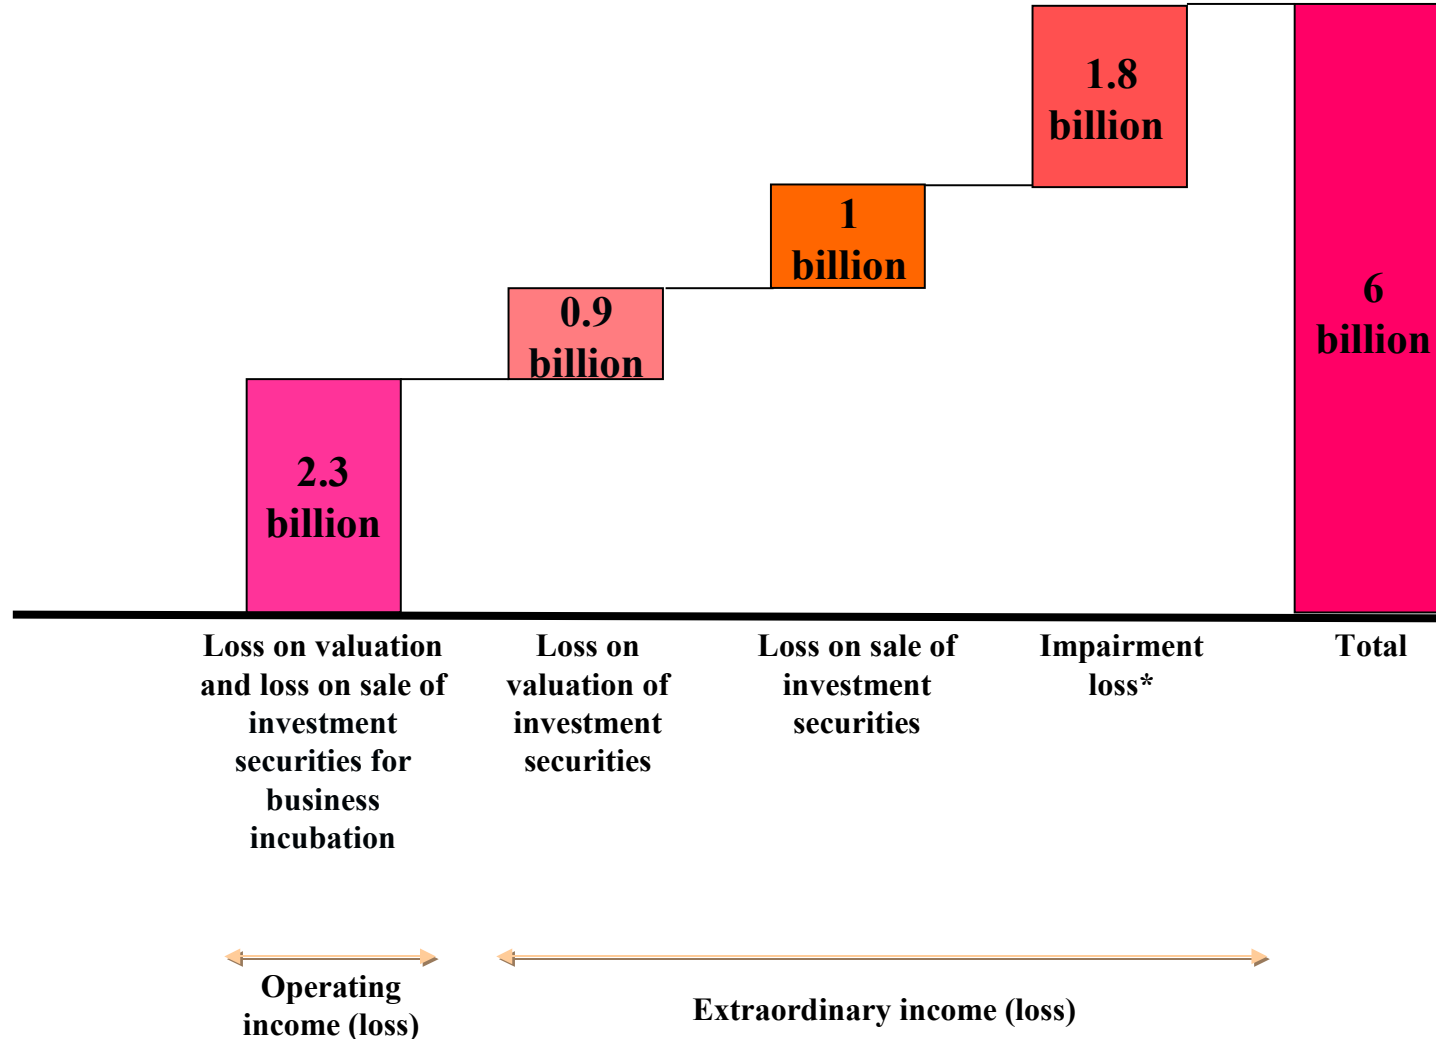 1.8
billion
1
billion
0.9
billion
6
billion
2.3
billion
Loss on valuation
and loss on sale of
investment
securities for
business
incubation
Loss on
valuation of
investment
securities
Loss on sale of
investment
securities
Impairment
loss*
Total
Operating
income (loss)
Extraordinary income (loss)